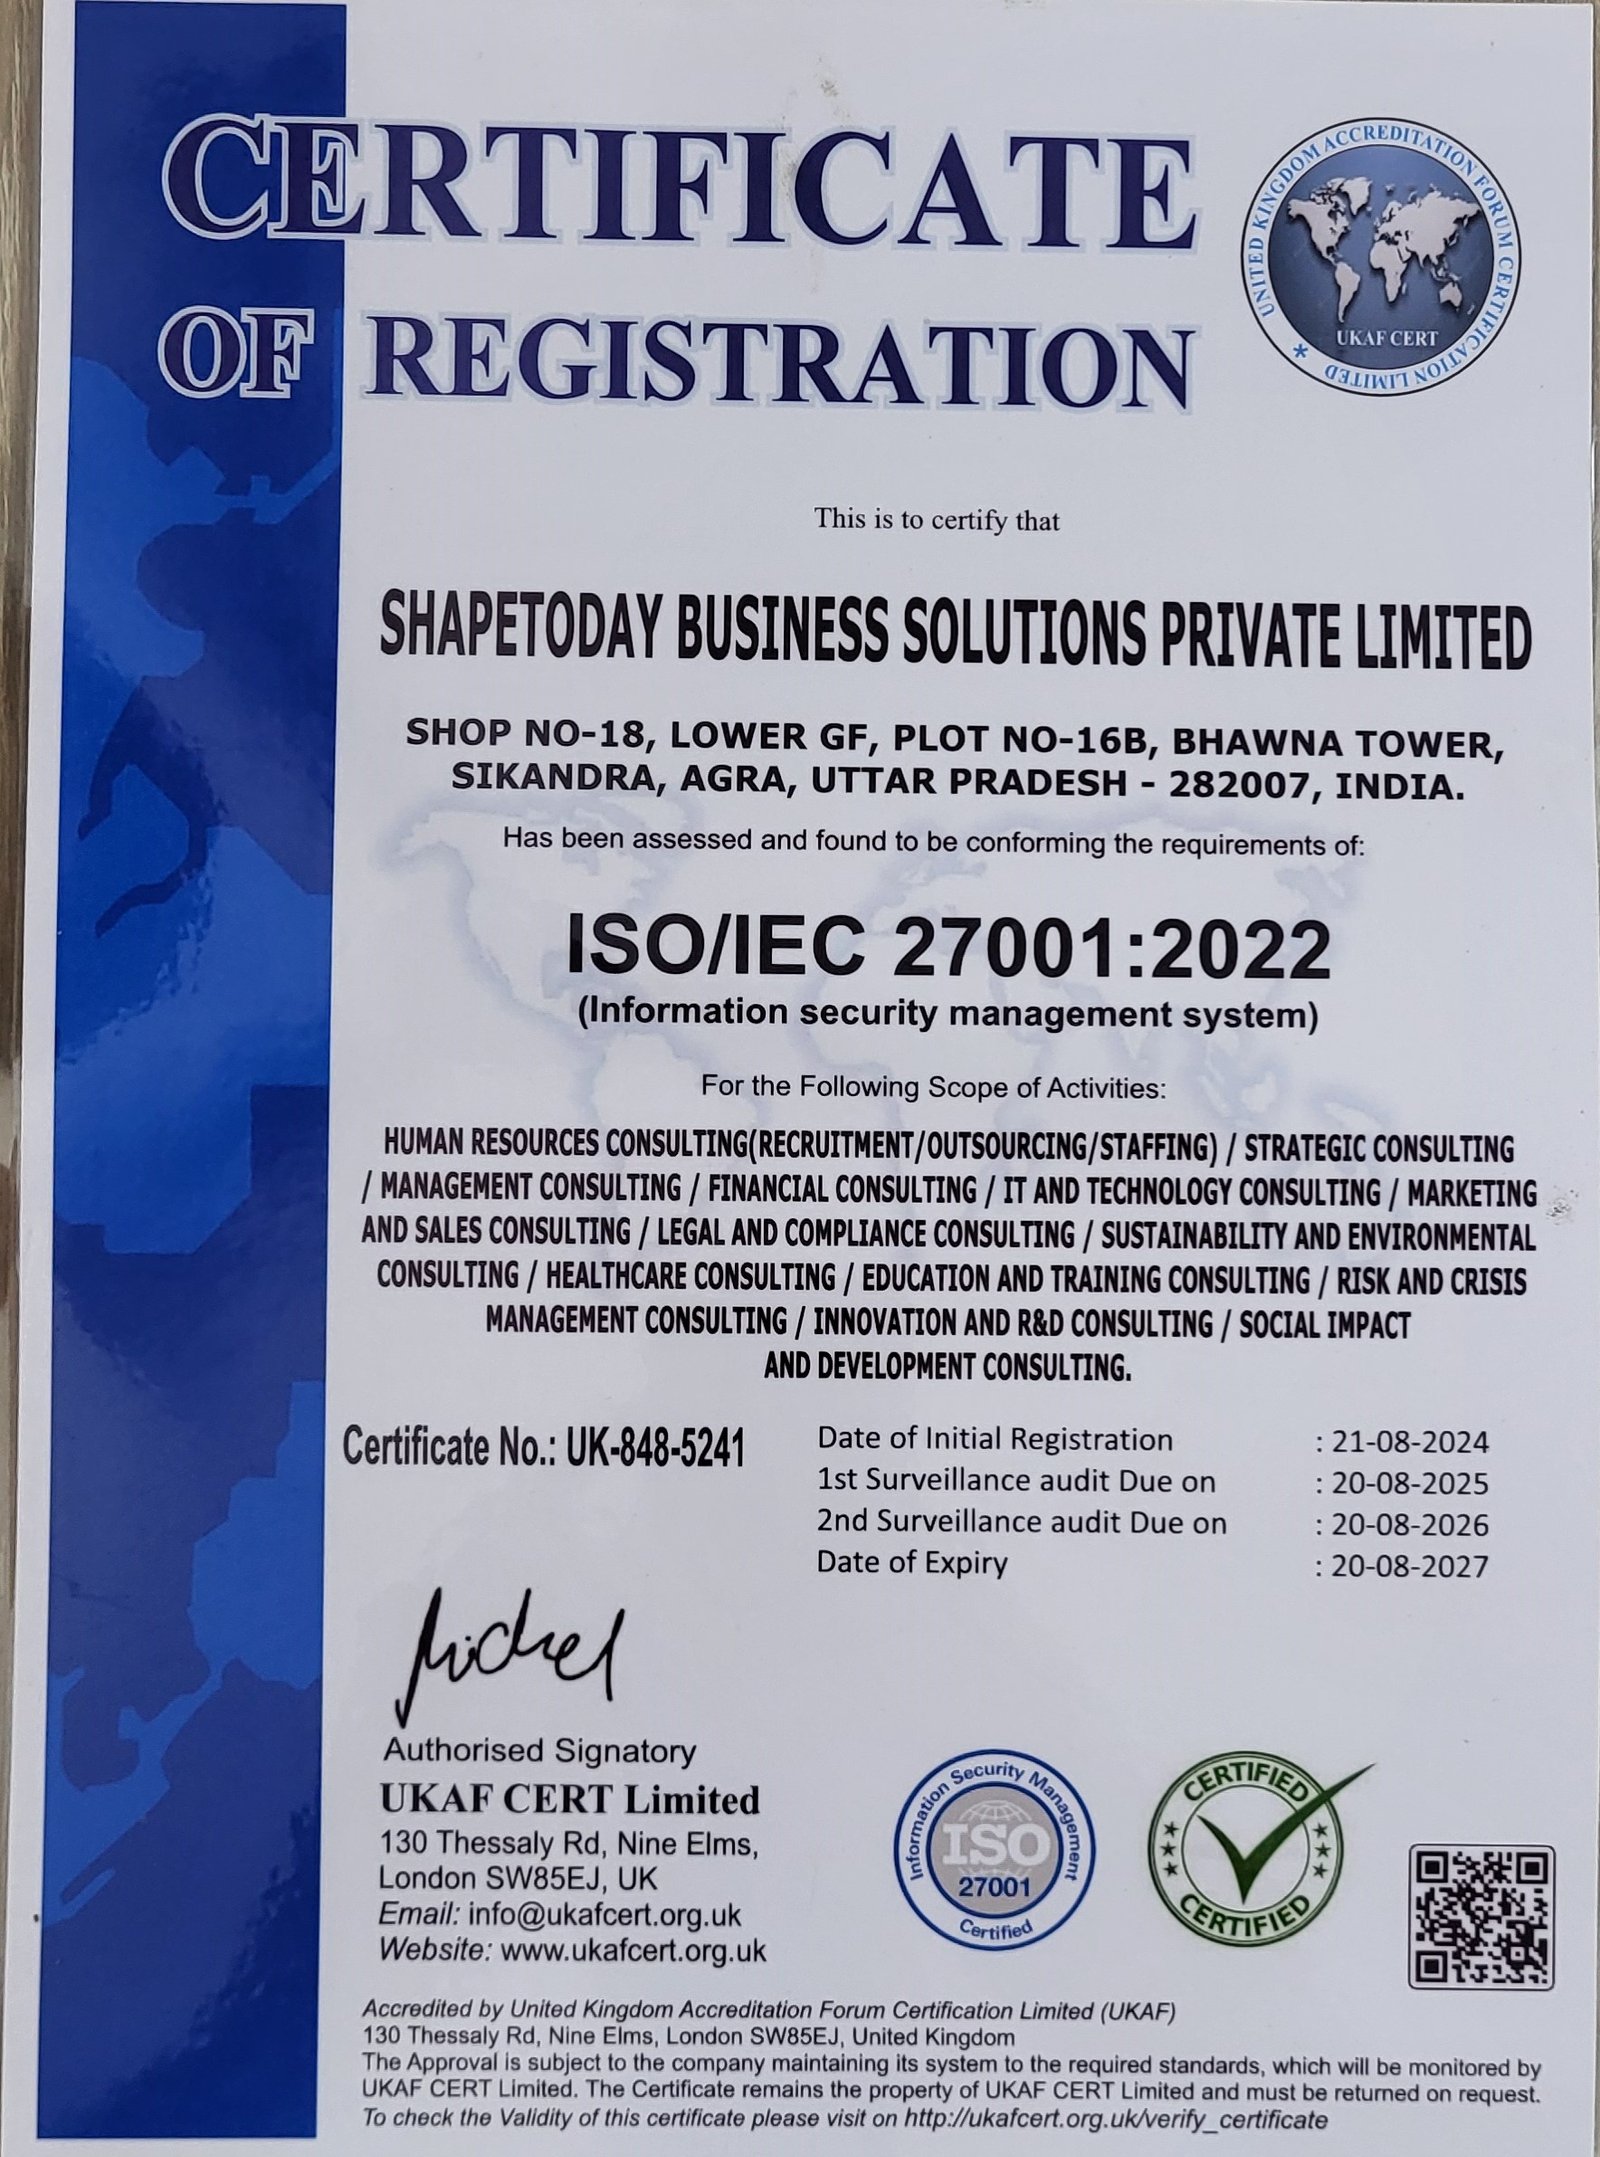 CERTIFICATE
OF REGISTRATION
UNITED KINGDOM ACCREDITATION FORUM CERTIFICATION LIMITED *
UKAF CERT
This is to certify that
SHAPETODAY BUSINESS SOLUTIONS PRIVATE LIMITED
SHOP NO-18, LOWER GF, PLOT NO-16B, BHAWNA TOWER,
SIKANDRA, AGRA, UTTAR PRADESH - 282007, INDIA.
Has been assessed and found to be conforming the requirements of:
ISO/IEC 27001:2022
(Information security management system)
For the Following Scope of Activities:
HUMAN RESOURCES CONSULTING(RECRUITMENT/OUTSOURCING/STAFFING) / STRATEGIC CONSULTING
/ MANAGEMENT CONSULTING / FINANCIAL CONSULTING / IT AND TECHNOLOGY CONSULTING / MARKETING
AND SALES CONSULTING / LEGAL AND COMPLIANCE CONSULTING / SUSTAINABILITY AND ENVIRONMENTAL
CONSULTING / HEALTHCARE CONSULTING / EDUCATION AND TRAINING CONSULTING / RISK AND CRISIS
MANAGEMENT CONSULTING / INNOVATION AND R&D CONSULTING / SOCIAL IMPACT
AND DEVELOPMENT CONSULTING.
Certificate No.: UK-848-5241
Date of Initial Registration : 21-08-2024
1st Surveillance audit Due on : 20-08-2025
2nd Surveillance audit Due on : 20-08-2026
Date of Expiry : 20-08-2027
Michel
Authorised Signatory
UKAF CERT Limited
130 Thessaly Rd, Nine Elms,
London SW85EJ, UK
Email: info@ukafcert.org.uk
Website: www.ukafcert.org.uk
Information Security Management
ISO
27001
Certified
CERTIFIED
CERTIFIED
Accredited by United Kingdom Accreditation Forum Certification Limited (UKAF)
130 Thessaly Rd, Nine Elms, London SW85EJ, United Kingdom
The Approval is subject to the company maintaining its system to the required standards, which will be monitored by
UKAF CERT Limited. The Certificate remains the property of UKAF CERT Limited and must be returned on request.
To check the Validity of this certificate please visit on http://ukafcert.org.uk/verify_certificate